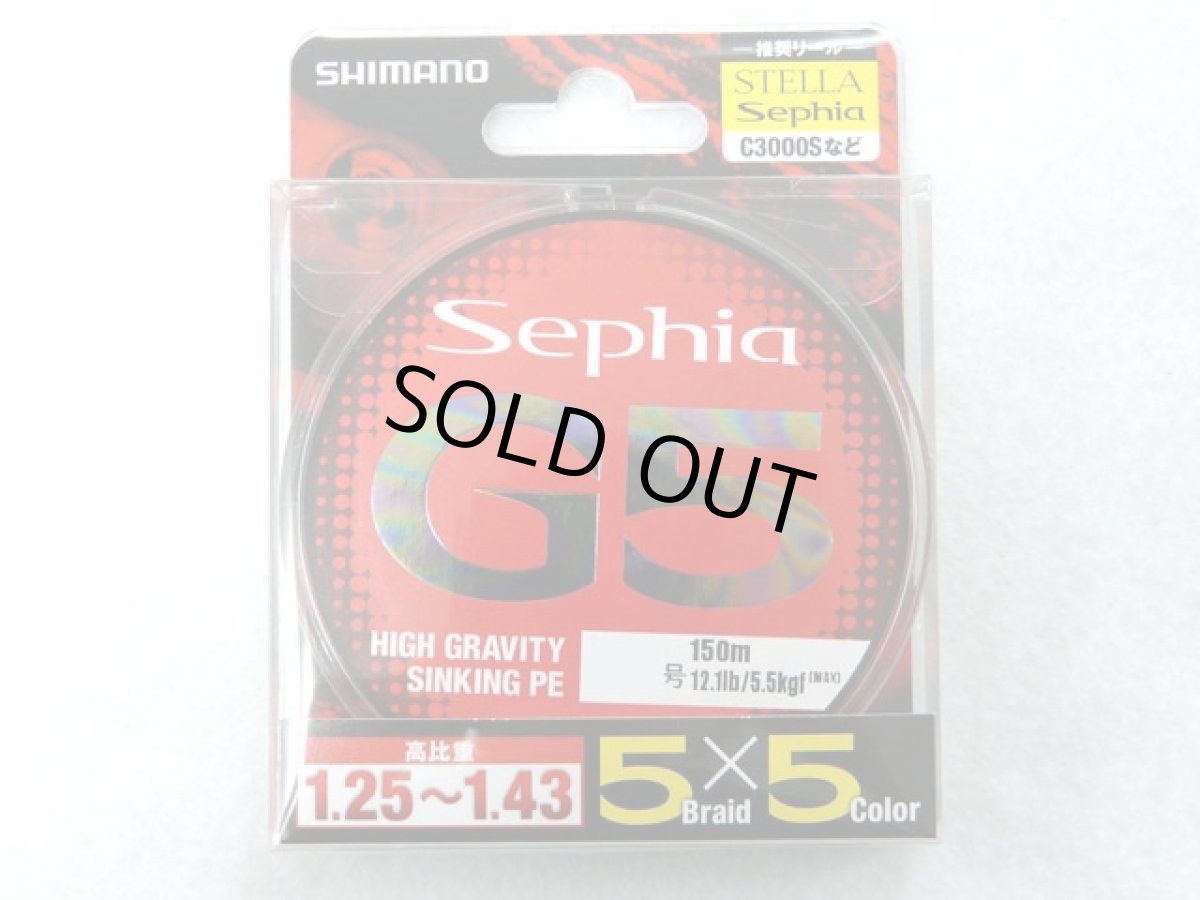 SHIMANO
推奨リール
STELLA
Sephia
C3000Sなど
Sephia
G5
SOLD OUT
HIGH GRAVITY
SINKING PE
150m
号 12.1lb/5.5kgf (MAX)
高比重
1.25〜1.43
5 Braid × 5 Color